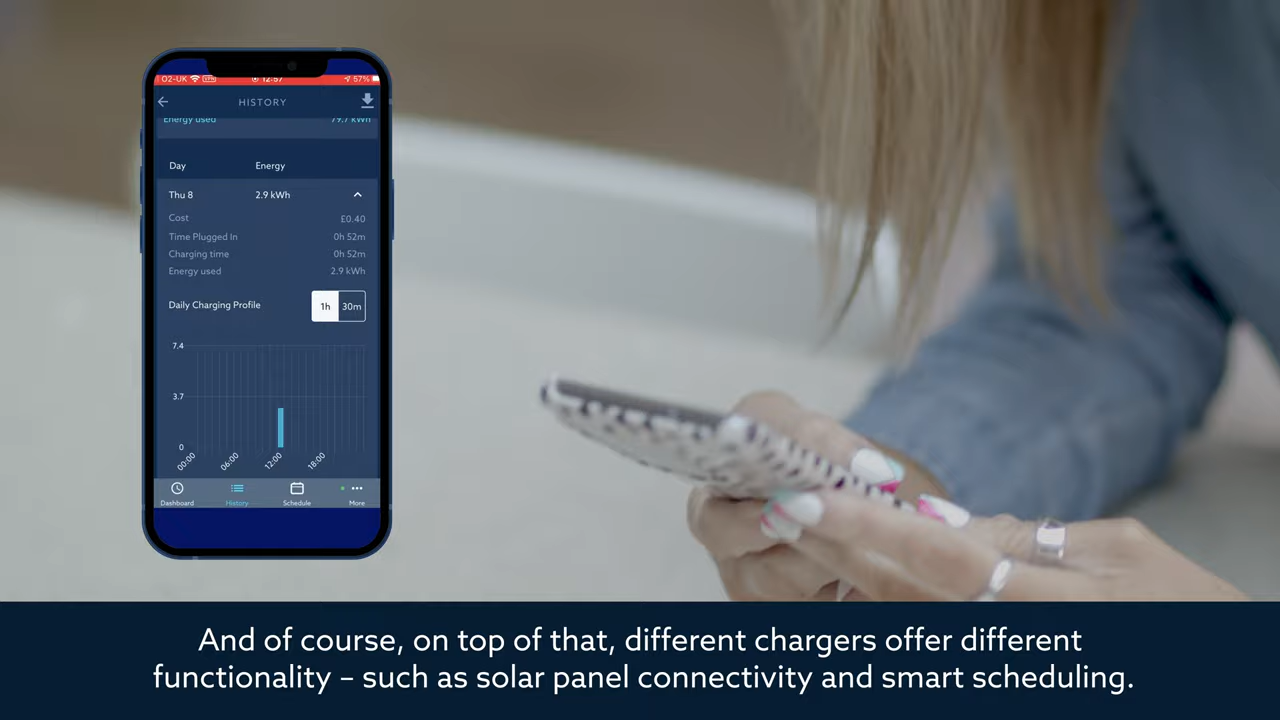 O2-UK 12:57 57%
HISTORY
Energy used 79.7 kWh
Day Energy
Thu 8 2.9 kWh
Cost £0.40
Time Plugged In 0h 52m
Charging time 0h 52m
Energy used 2.9 kWh
Daily Charging Profile 1h 30m
7.4
3.7
0
00:00 06:00 12:00 18:00
Dashboard History Schedule More
And of course, on top of that, different chargers offer different
functionality – such as solar panel connectivity and smart scheduling.